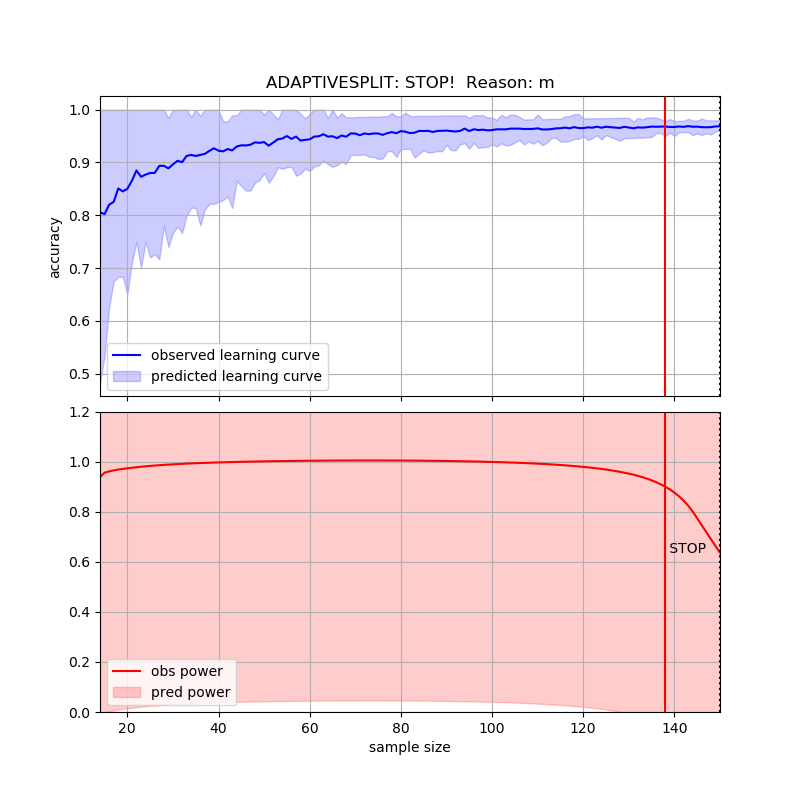 ADAPTIVESPLIT: STOP!  Reason: m
1.0
0.9
0.8
0.7
0.6
0.5
accuracy
observed learning curve
predicted learning curve
1.2
1.0
0.8
0.6
0.4
0.2
0.0
STOP
obs power
pred power
20 40 60 80 100 120 140
sample size